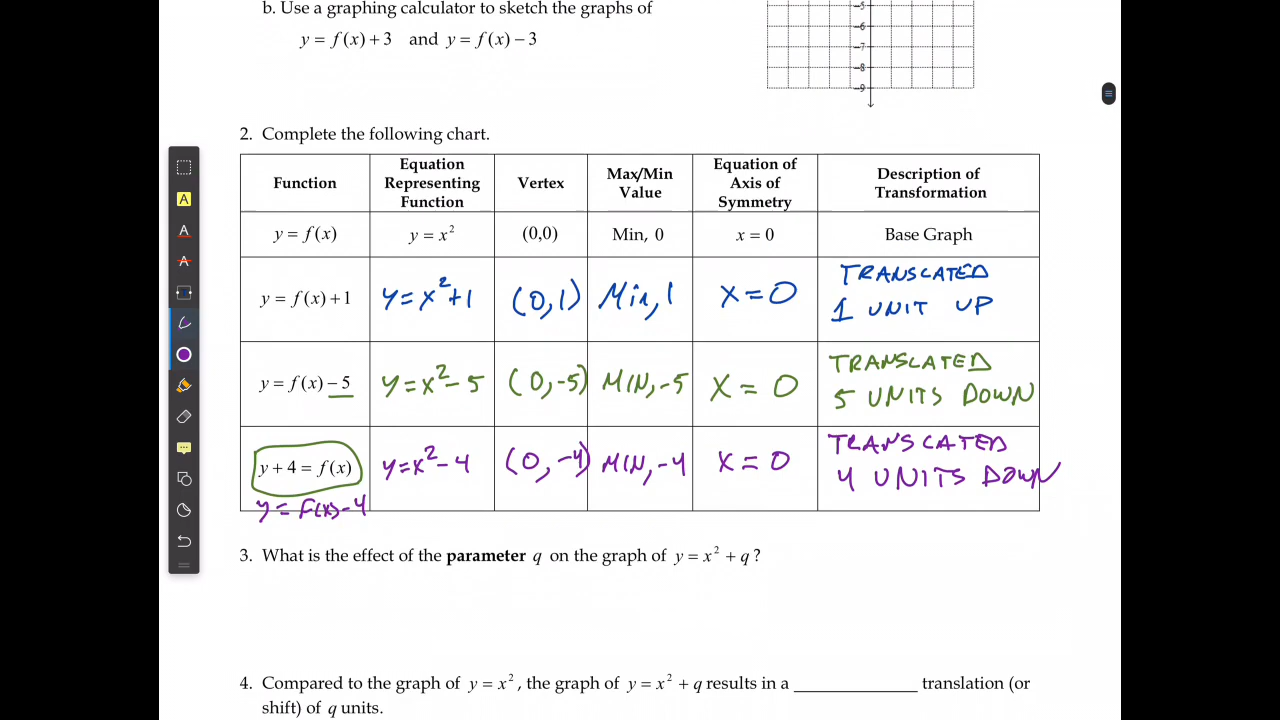 b. Use a graphing calculator to sketch the graphs of
y = f(x) + 3 and y = f(x) − 3
−5
−6
−7
−8
−9
2. Complete the following chart.
Function
Equation Representing Function
Vertex
Max/Min Value
Equation of Axis of Symmetry
Description of Transformation
y = f(x)
y = x²
(0,0)
Min, 0
x = 0
Base Graph
y = f(x) + 1
y = x² + 1
(0,1)
Min, 1
x = 0
TRANSLATED
1 UNIT UP
y = f(x) − 5
y = x² − 5
(0,-5)
MIN, -5
x = 0
TRANSLATED
5 UNITS DOWN
y + 4 = f(x)
y = f(x) - 4
y = x² - 4
(0, -4)
MIN, -4
x = 0
TRANSLATED
4 UNITS DOWN
3. What is the effect of the parameter q on the graph of y = x² + q ?
4. Compared to the graph of y = x², the graph of y = x² + q results in a ______________ translation (or
shift) of q units.